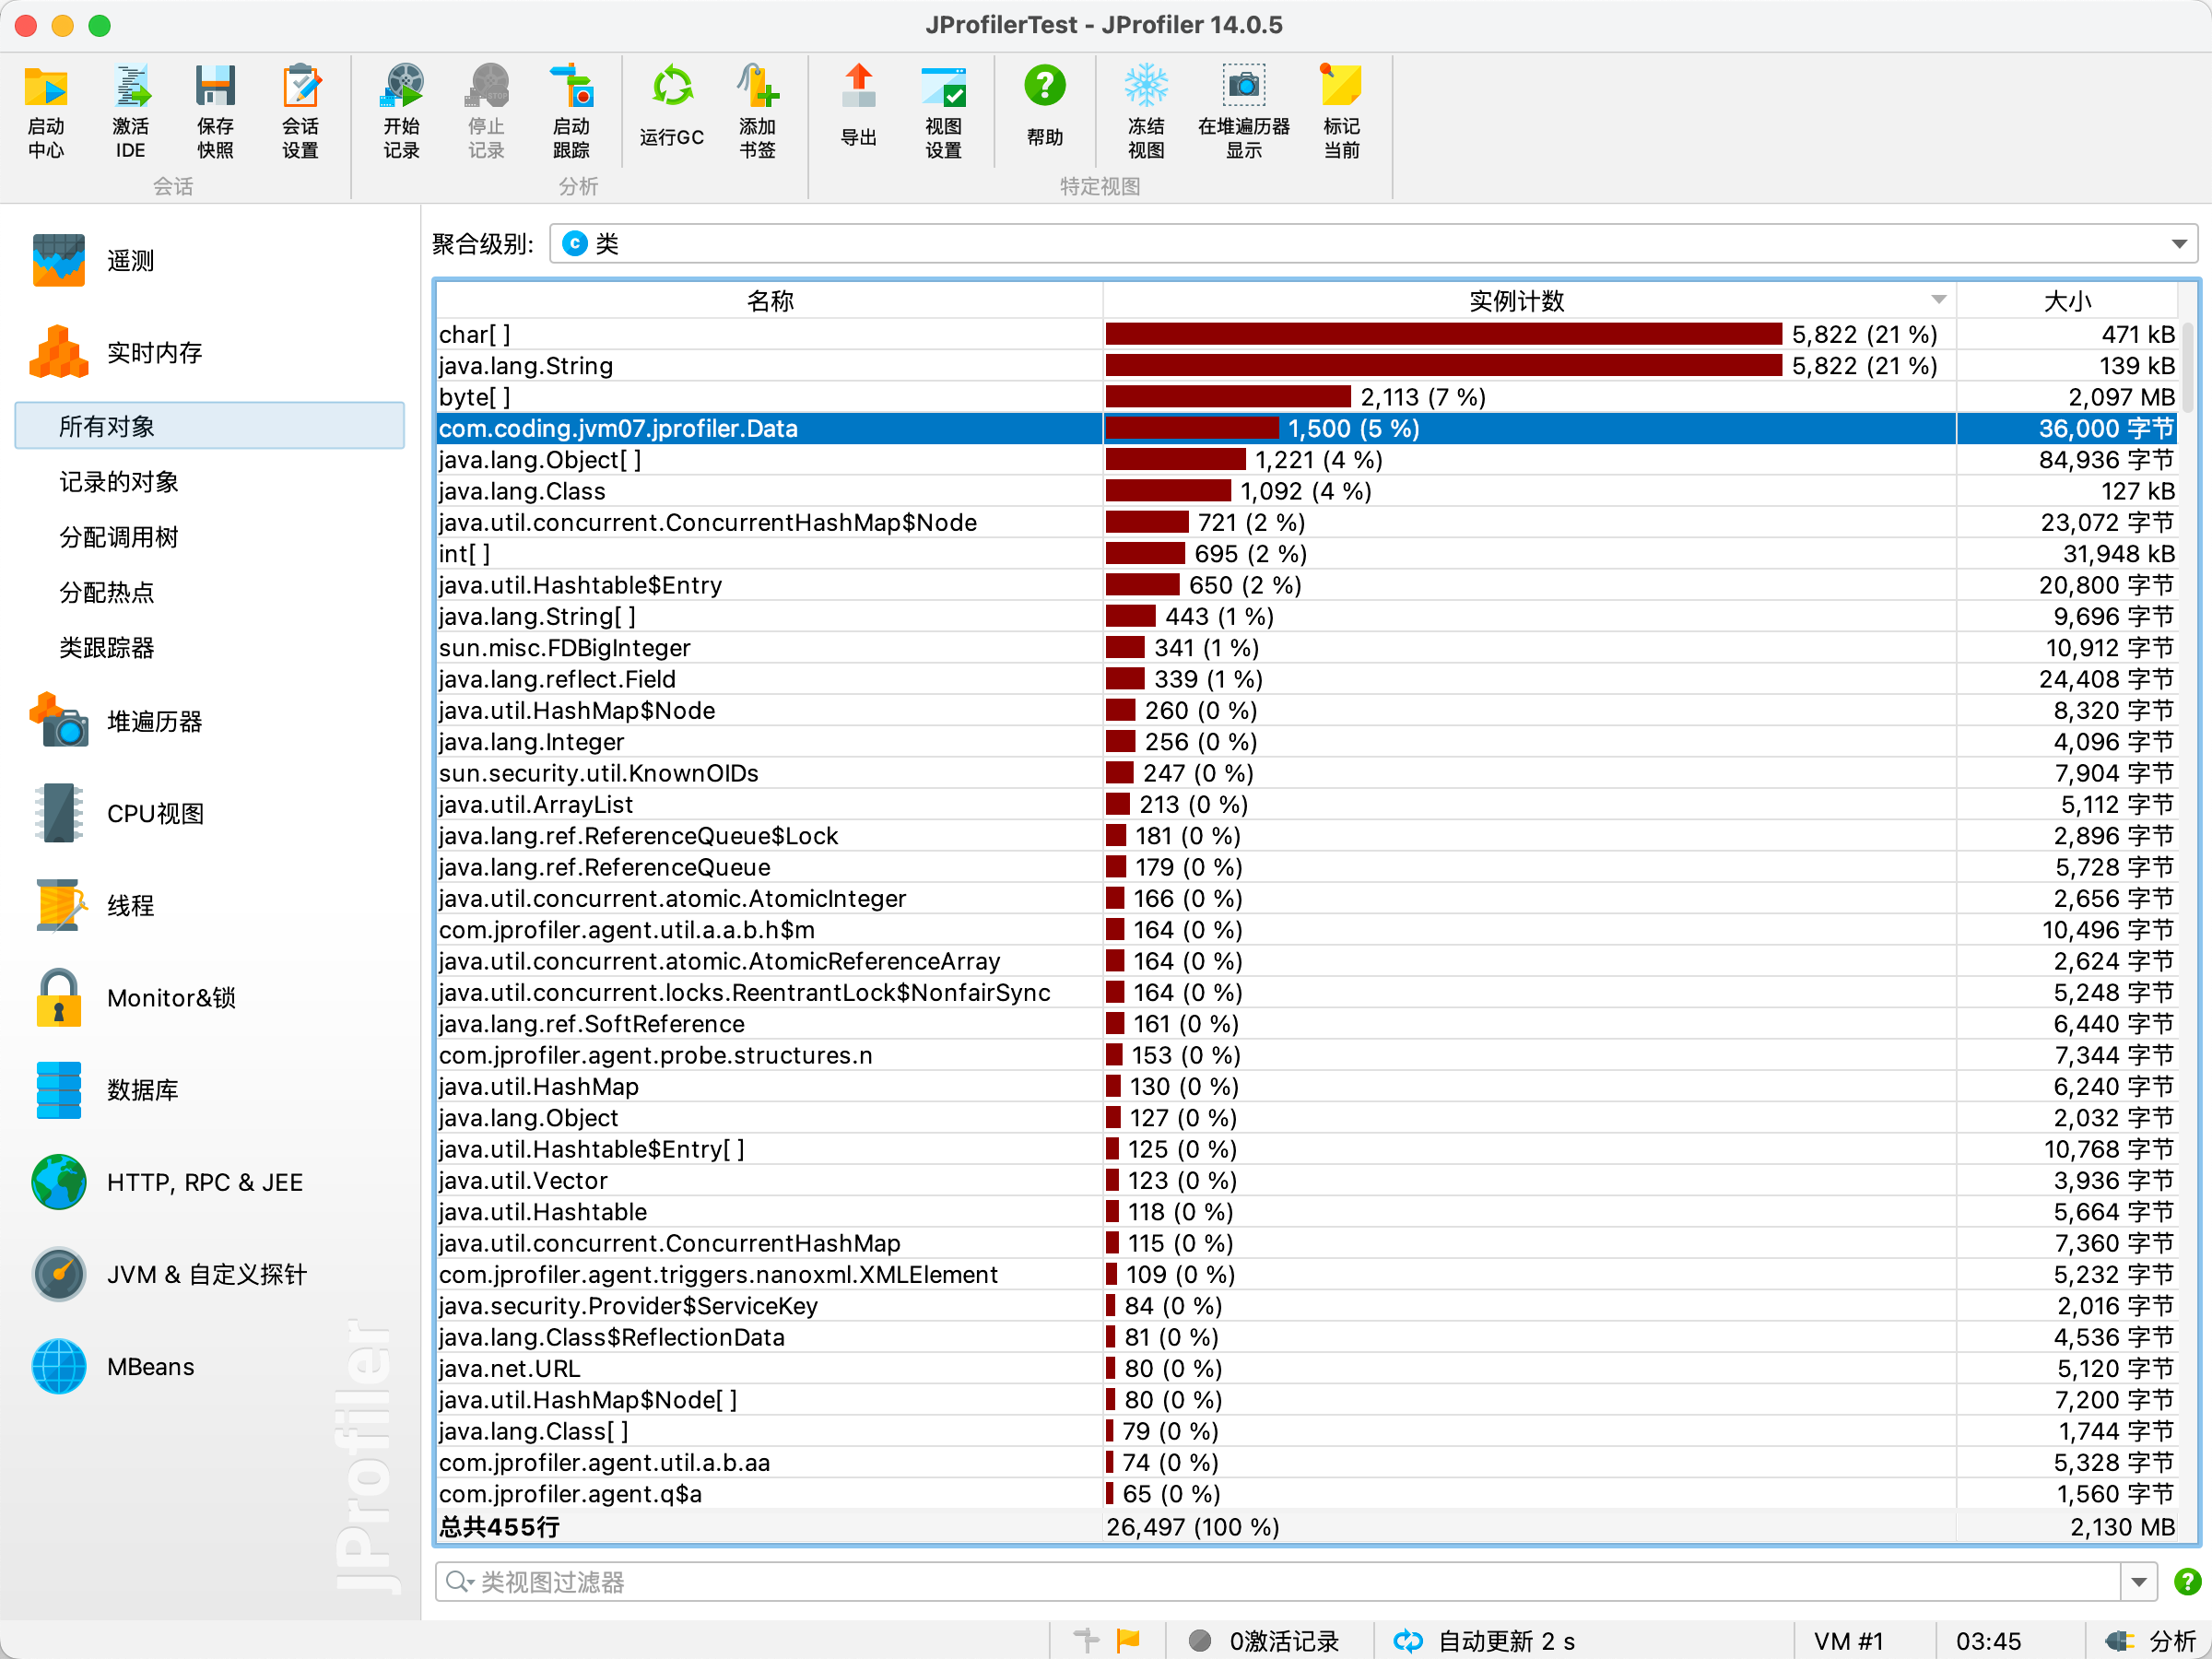 JProfilerTest - JProfiler 14.0.5
启动
中心
激活
IDE
保存
快照
会话
设置
会话
开始
记录
停止
记录
启动
跟踪
运行GC
添加
书签
分析
导出
视图
设置
帮助
冻结
视图
在堆遍历器
显示
标记
当前
特定视图
遥测
实时内存
所有对象
记录的对象
分配调用树
分配热点
类跟踪器
堆遍历器
CPU视图
线程
Monitor&锁
数据库
HTTP, RPC & JEE
JVM & 自定义探针
MBeans
JProfiler
聚合级别: 类
名称 实例计数 大小
char[ ] 5,822 (21 %) 471 kB
java.lang.String 5,822 (21 %) 139 kB
byte[ ] 2,113 (7 %) 2,097 MB
com.coding.jvm07.jprofiler.Data 1,500 (5 %) 36,000 字节
java.lang.Object[ ] 1,221 (4 %) 84,936 字节
java.lang.Class 1,092 (4 %) 127 kB
java.util.concurrent.ConcurrentHashMap$Node 721 (2 %) 23,072 字节
int[ ] 695 (2 %) 31,948 kB
java.util.Hashtable$Entry 650 (2 %) 20,800 字节
java.lang.String[ ] 443 (1 %) 9,696 字节
sun.misc.FDBigInteger 341 (1 %) 10,912 字节
java.lang.reflect.Field 339 (1 %) 24,408 字节
java.util.HashMap$Node 260 (0 %) 8,320 字节
java.lang.Integer 256 (0 %) 4,096 字节
sun.security.util.KnownOIDs 247 (0 %) 7,904 字节
java.util.ArrayList 213 (0 %) 5,112 字节
java.lang.ref.ReferenceQueue$Lock 181 (0 %) 2,896 字节
java.lang.ref.ReferenceQueue 179 (0 %) 5,728 字节
java.util.concurrent.atomic.AtomicInteger 166 (0 %) 2,656 字节
com.jprofiler.agent.util.a.a.b.h$m 164 (0 %) 10,496 字节
java.util.concurrent.atomic.AtomicReferenceArray 164 (0 %) 2,624 字节
java.util.concurrent.locks.ReentrantLock$NonfairSync 164 (0 %) 5,248 字节
java.lang.ref.SoftReference 161 (0 %) 6,440 字节
com.jprofiler.agent.probe.structures.n 153 (0 %) 7,344 字节
java.util.HashMap 130 (0 %) 6,240 字节
java.lang.Object 127 (0 %) 2,032 字节
java.util.Hashtable$Entry[ ] 125 (0 %) 10,768 字节
java.util.Vector 123 (0 %) 3,936 字节
java.util.Hashtable 118 (0 %) 5,664 字节
java.util.concurrent.ConcurrentHashMap 115 (0 %) 7,360 字节
com.jprofiler.agent.triggers.nanoxml.XMLElement 109 (0 %) 5,232 字节
java.security.Provider$ServiceKey 84 (0 %) 2,016 字节
java.lang.Class$ReflectionData 81 (0 %) 4,536 字节
java.net.URL 80 (0 %) 5,120 字节
java.util.HashMap$Node[ ] 80 (0 %) 7,200 字节
java.lang.Class[ ] 79 (0 %) 1,744 字节
com.jprofiler.agent.util.a.b.aa 74 (0 %) 5,328 字节
com.jprofiler.agent.q$a 65 (0 %) 1,560 字节
总共455行 26,497 (100 %) 2,130 MB
类视图过滤器
0激活记录 自动更新 2 s VM #1 03:45 分析